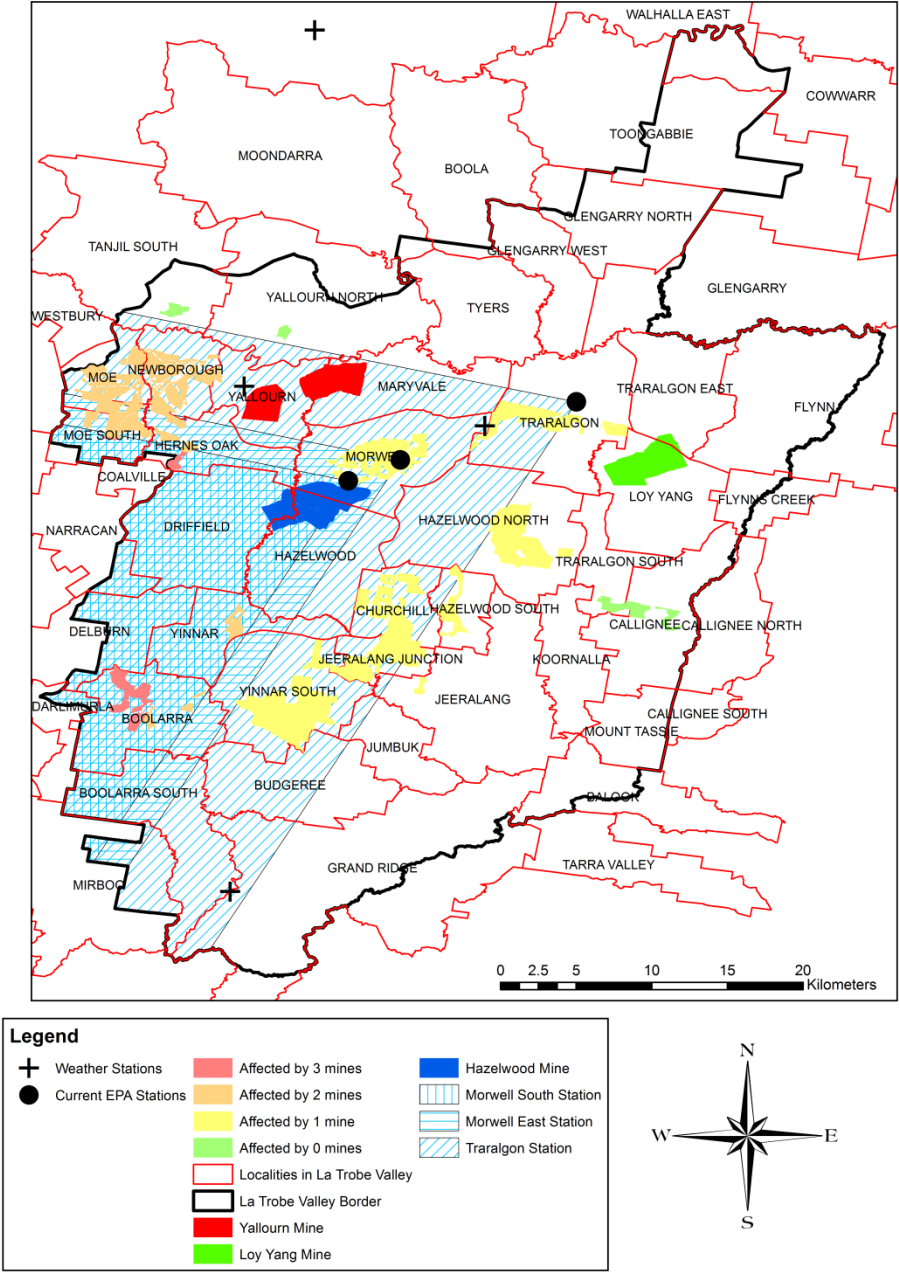 WALHALLA EAST
COWWARR
TOONGABBIE
MOONDARRA
BOOLA
GLENGARRY NORTH
TANJIL SOUTH
GLENGARRY WEST
GLENGARRY
YALLOURN NORTH
TYERS
WESTBURY
NEWBOROUGH
MOE
MARYVALE
TRARALGON EAST
YALLOURN
FLYNN
TRARALGON
MOE SOUTH
HERNES OAK
MORWE
COALVILLE
LOY YANG
FLYNNS CREEK
NARRACAN
DRIFFIELD
HAZELWOOD NORTH
HAZELWOOD
TRARALGON SOUTH
CHURCHILL
HAZELWOOD SOUTH
CALLIGNEE
CALLIGNEE NORTH
DELBURN
YINNAR
JEERALANG JUNCTION
KOORNALLA
YINNAR SOUTH
JEERALANG
DARLIMURLA
BOOLARRA
CALLIGNEE SOUTH
MOUNT TASSIE
JUMBUK
BUDGEREE
BOOLARRA SOUTH
BALOOK
GRAND RIDGE
TARRA VALLEY
MIRBOO
0 2.5 5 10 15 20
Kilometers
Legend
Weather Stations
Current EPA Stations
Affected by 3 mines
Affected by 2 mines
Affected by 1 mine
Affected by 0 mines
Localities in La Trobe Valley
La Trobe Valley Border
Yallourn Mine
Loy Yang Mine
Hazelwood Mine
Morwell South Station
Morwell East Station
Traralgon Station
N
W
E
S